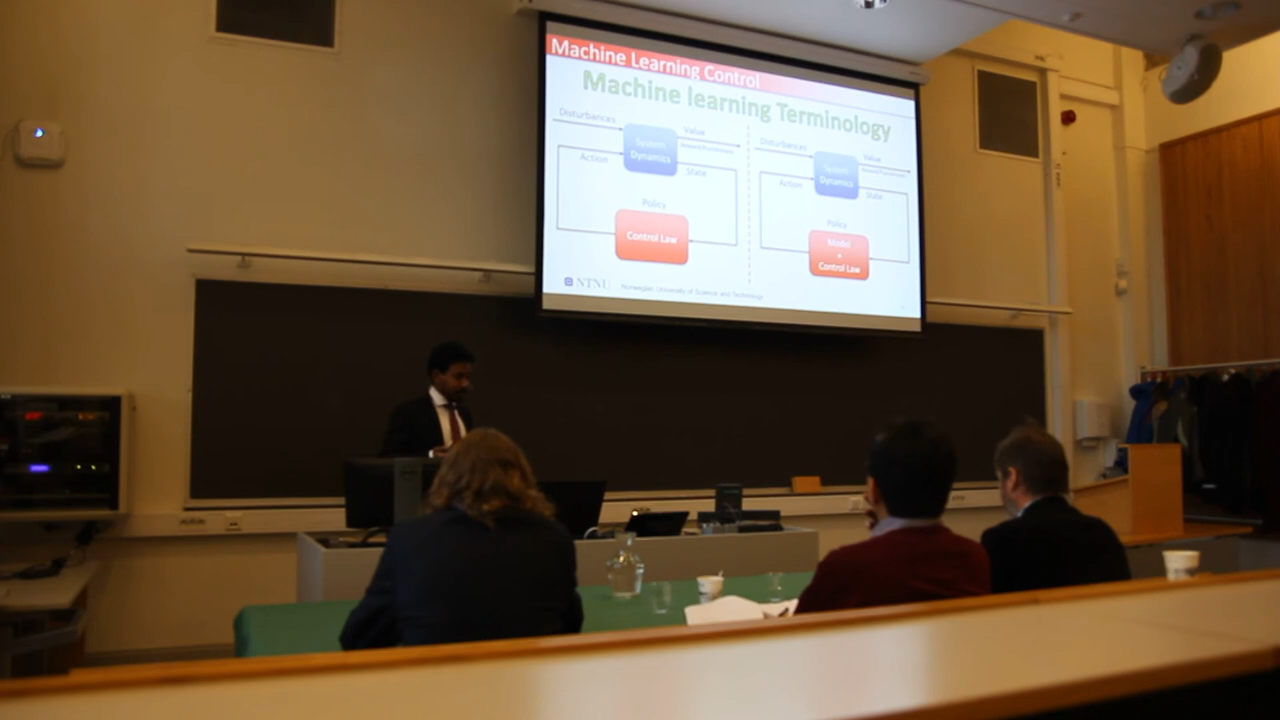 Machine Learning Control
Machine learning Terminology
Disturbances
System
Dynamics
Value
Action
State
Policy
Control Law
Disturbances
System
Dynamics
Value
Action
State
Policy
Model
+
Control Law
NTNU
Norwegian University of Science and Technology